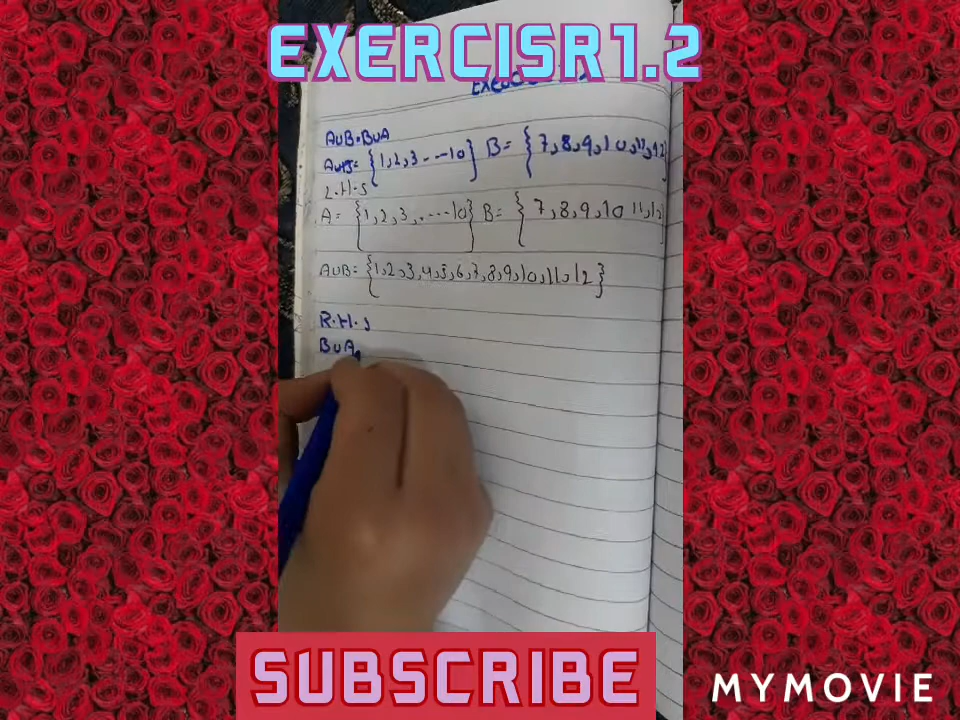 EXERCISR1.2
AUB=BUA
AUB= {1,2,3----10} B= {7,8,9,10,11,12
L.H.S
A= {1,2,3,.----10} B= { 7,8,9,10 11,12
AUB= {1,2,3,4,5,6,7,8,9,10,11,12}
R.H.S
BUA
SUBSCRIBE
MYMOVIE